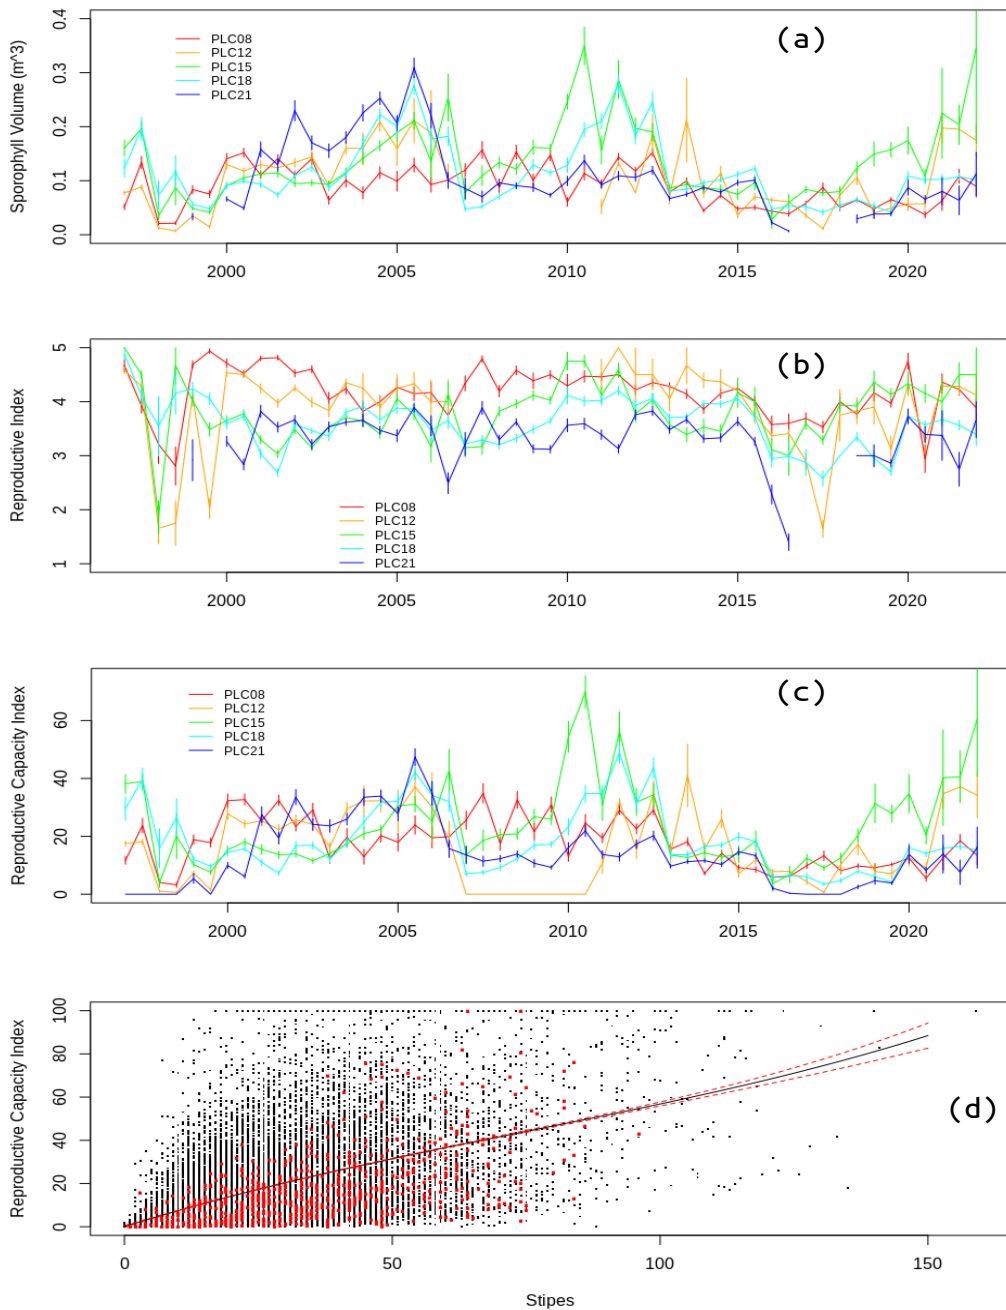 (a)
Sporophyll Volume (m^3)
0.4
0.3
0.2
0.1
0.0
PLC08
PLC12
PLC15
PLC18
PLC21
2000 2005 2010 2015 2020
(b)
Reproductive Index
5
4
3
2
1
PLC08
PLC12
PLC15
PLC18
PLC21
2000 2005 2010 2015 2020
(c)
Reproductive Capacity Index
60
40
20
0
PLC08
PLC12
PLC15
PLC18
PLC21
2000 2005 2010 2015 2020
(d)
Reproductive Capacity Index
100
80
60
40
20
0
0 50 100 150
Stipes